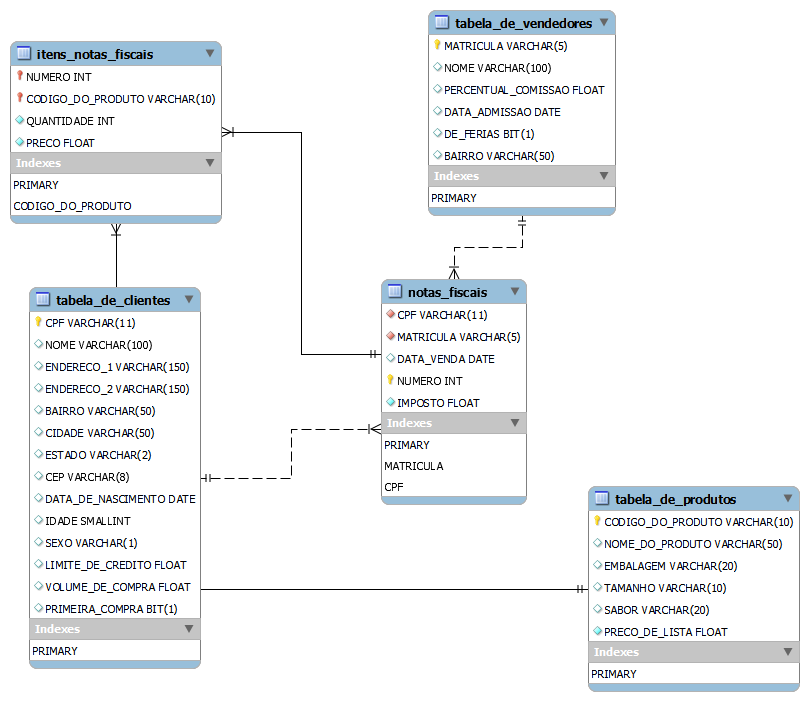 itens_notas_fiscais
NUMERO INT
CODIGO_DO_PRODUTO VARCHAR(10)
QUANTIDADE INT
PRECO FLOAT
Indexes
PRIMARY
CODIGO_DO_PRODUTO
tabela_de_vendedores
MATRICULA VARCHAR(5)
NOME VARCHAR(100)
PERCENTUAL_COMISSAO FLOAT
DATA_ADMISSAO DATE
DE_FERIAS BIT(1)
BAIRRO VARCHAR(50)
Indexes
PRIMARY
tabela_de_clientes
CPF VARCHAR(11)
NOME VARCHAR(100)
ENDERECO_1 VARCHAR(150)
ENDERECO_2 VARCHAR(150)
BAIRRO VARCHAR(50)
CIDADE VARCHAR(50)
ESTADO VARCHAR(2)
CEP VARCHAR(8)
DATA_DE_NASCIMENTO DATE
IDADE SMALLINT
SEXO VARCHAR(1)
LIMITE_DE_CREDITO FLOAT
VOLUME_DE_COMPRA FLOAT
PRIMEIRA_COMPRA BIT(1)
Indexes
PRIMARY
notas_fiscais
CPF VARCHAR(11)
MATRICULA VARCHAR(5)
DATA_VENDA DATE
NUMERO INT
IMPOSTO FLOAT
Indexes
PRIMARY
MATRICULA
CPF
tabela_de_produtos
CODIGO_DO_PRODUTO VARCHAR(10)
NOME_DO_PRODUTO VARCHAR(50)
EMBALAGEM VARCHAR(20)
TAMANHO VARCHAR(10)
SABOR VARCHAR(20)
PRECO_DE_LISTA FLOAT
Indexes
PRIMARY